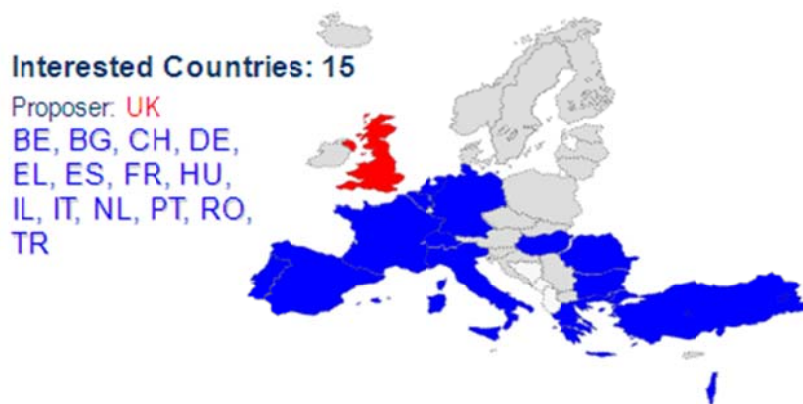 Interested Countries: 15
Proposer: UK
BE, BG, CH, DE,
EL, ES, FR, HU,
IL, IT, NL, PT, RO,
TR